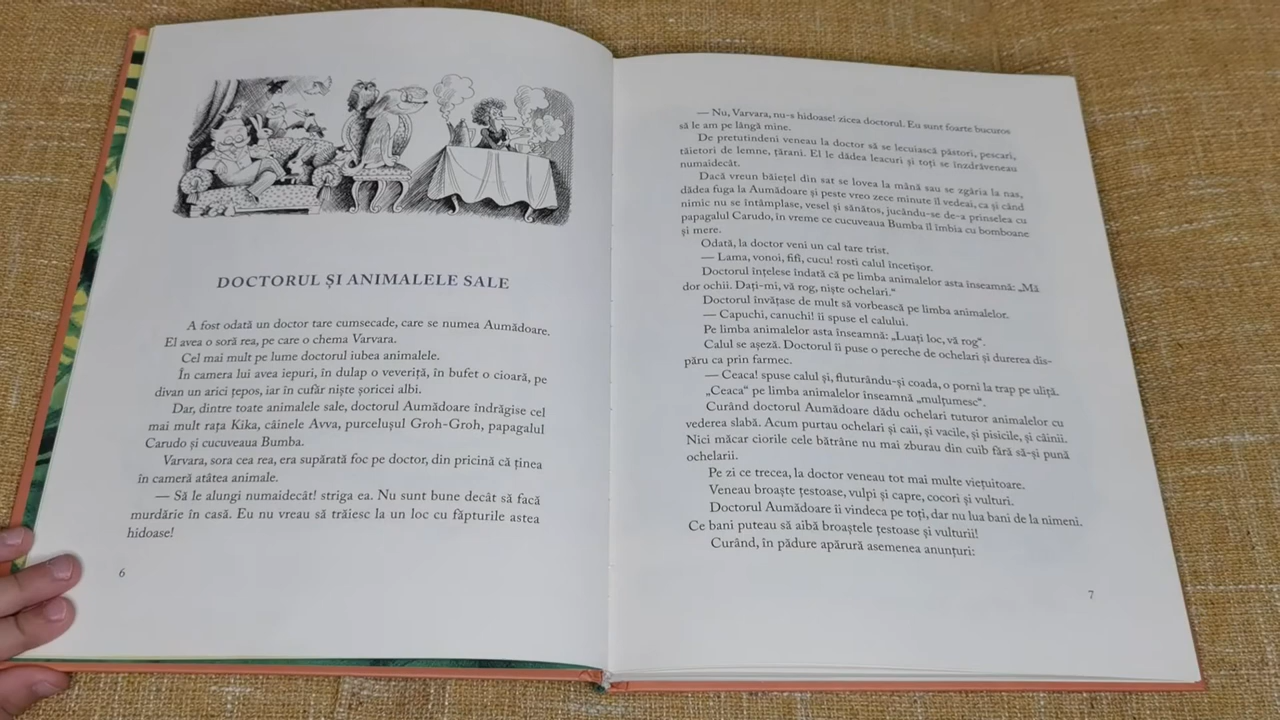 DOCTORUL ȘI ANIMALELE SALE
A fost odată un doctor tare cumsecade, care se numea Aumădoare.
El avea o soră rea, pe care o chema Varvara.
Cel mai mult pe lume doctorul iubea animalele.
În camera lui avea iepuri, în dulap o veveriță, în bufet o cioară, pe
divan un arici țepos, iar în cufăr niște șoricei albi.
Dar, dintre toate animalele sale, doctorul Aumădoare îndrăgise cel
mai mult rața Kika, câinele Avva, purcelușul Groh-Groh, papagalul
Carudo și cucuveaua Bumba.
Varvara, sora cea rea, era supărată foc pe doctor, din pricină că ținea
în cameră atâtea animale.
— Să le alungi numaidecât! striga ea. Nu sunt bune decât să facă
murdărie în casă. Eu nu vreau să trăiesc la un loc cu făpturile astea
hidoase!
6
— Nu, Varvara, nu-s hidoase! zicea doctorul. Eu sunt foarte bucuros
să le am pe lângă mine.
De pretutindeni veneau la doctor să se lecuiască păstori, pescari,
tăietori de lemne, țărani. El le dădea leacuri și toți se înzdrăveneau
numaidecât.
Dacă vreun băiețel din sat se lovea la mână sau se zgâria la nas,
dădea fuga la Aumădoare și peste vreo zece minute îl vedeai, ca și când
nimic nu se întâmplase, vesel și sănătos, jucându-se de-a prinselea cu
papagalul Carudo, în vreme ce cucuveaua Bumba îl îmbia cu bomboane
și mere.
Odată, la doctor veni un cal tare trist.
— Lama, vonoi, fifi, cucu! rosti calul încetișor.
Doctorul înțelese îndată că pe limba animalelor asta înseamnă: „Mă
dor ochii. Dați-mi, vă rog, niște ochelari.“
Doctorul învățase de mult să vorbească pe limba animalelor.
— Capuchi, canuchi! îi spuse el calului.
Pe limba animalelor asta înseamnă: „Luați loc, vă rog“.
Calul se așeză. Doctorul îi puse o pereche de ochelari și durerea dis-
păru ca prin farmec.
— Ceaca! spuse calul și, fluturându-și coada, o porni la trap pe uliță.
„Ceaca“ pe limba animalelor înseamnă „mulțumesc“.
Curând doctorul Aumădoare dădu ochelari tuturor animalelor cu
vederea slabă. Acum purtau ochelari și caii, și vacile, și pisicile, și câinii.
Nici măcar ciorile cele bătrâne nu mai zburau din cuib fără să-și pună
ochelarii.
Pe zi ce trecea, la doctor veneau tot mai multe viețuitoare.
Veneau broaște țestoase, vulpi și capre, cocori și vulturi.
Doctorul Aumădoare îi vindeca pe toți, dar nu lua bani de la nimeni.
Ce bani puteau să aibă broaștele țestoase și vulturii!
Curând, în pădure apărură asemenea anunțuri:
7